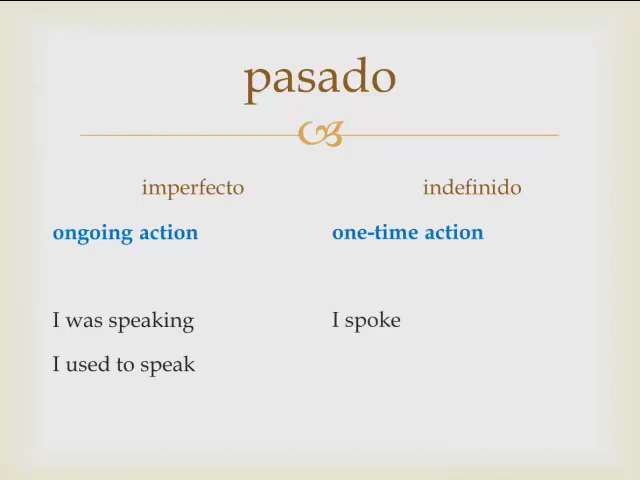 pasado
imperfecto
indefinido
ongoing action
one-time action
I was speaking
I spoke
I used to speak